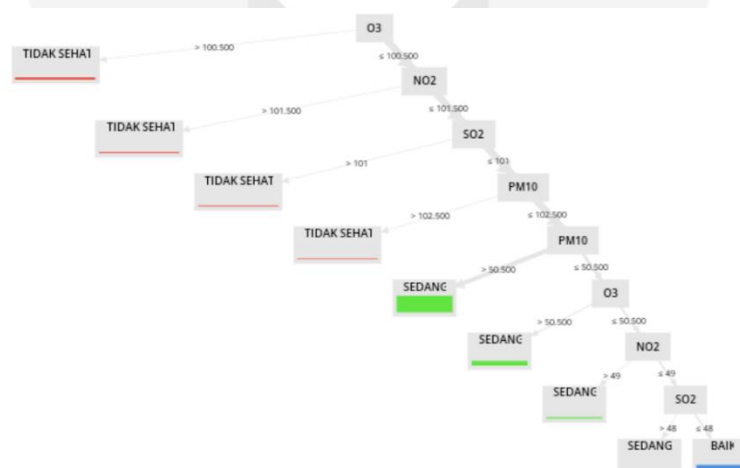 O3
> 100.500
≤ 100.500
TIDAK SEHAT
NO2
> 101.500
≤ 101.500
TIDAK SEHAT
SO2
> 101
≤ 101
TIDAK SEHAT
PM10
> 102.500
≤ 102.500
TIDAK SEHAT
PM10
> 50.500
≤ 50.500
SEDANG
O3
> 50.500
≤ 50.500
SEDANG
NO2
> 49
≤ 49
SEDANG
SO2
> 48
≤ 48
SEDANG
BAIK